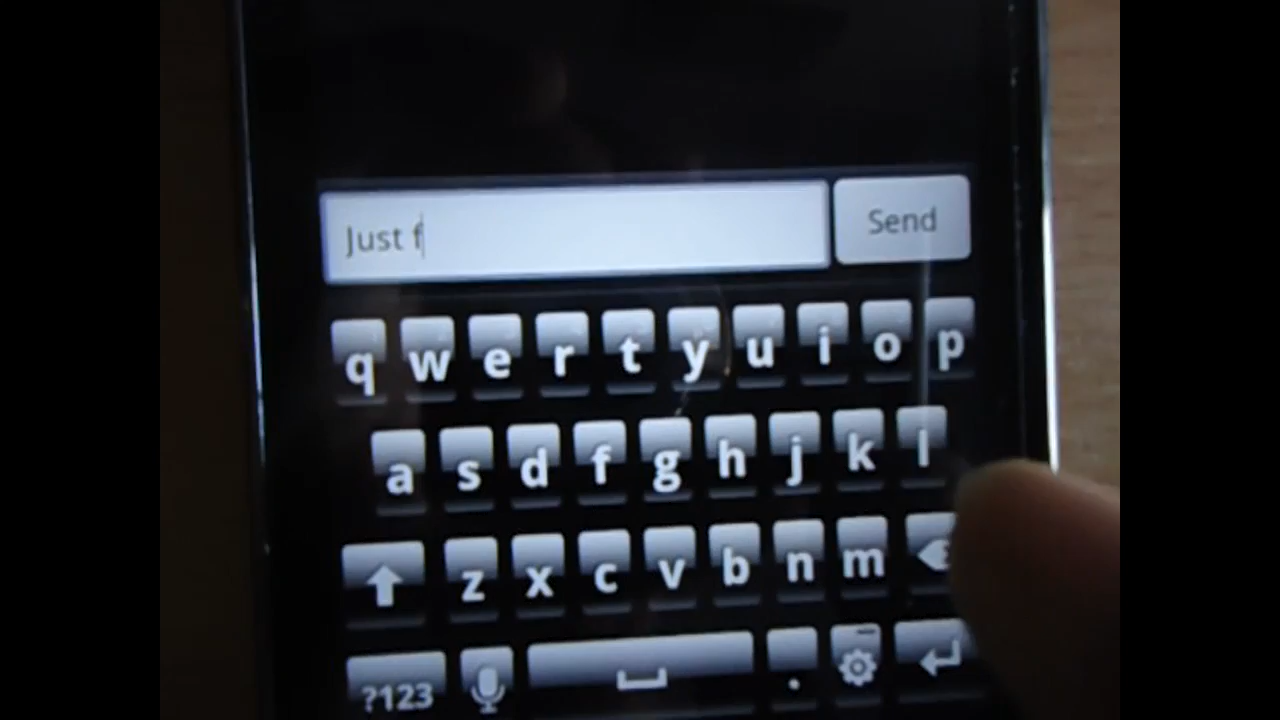 Just f
Send
q w e r t y u i o p
a s d f g h j k l
z x c v b n m
?123 .